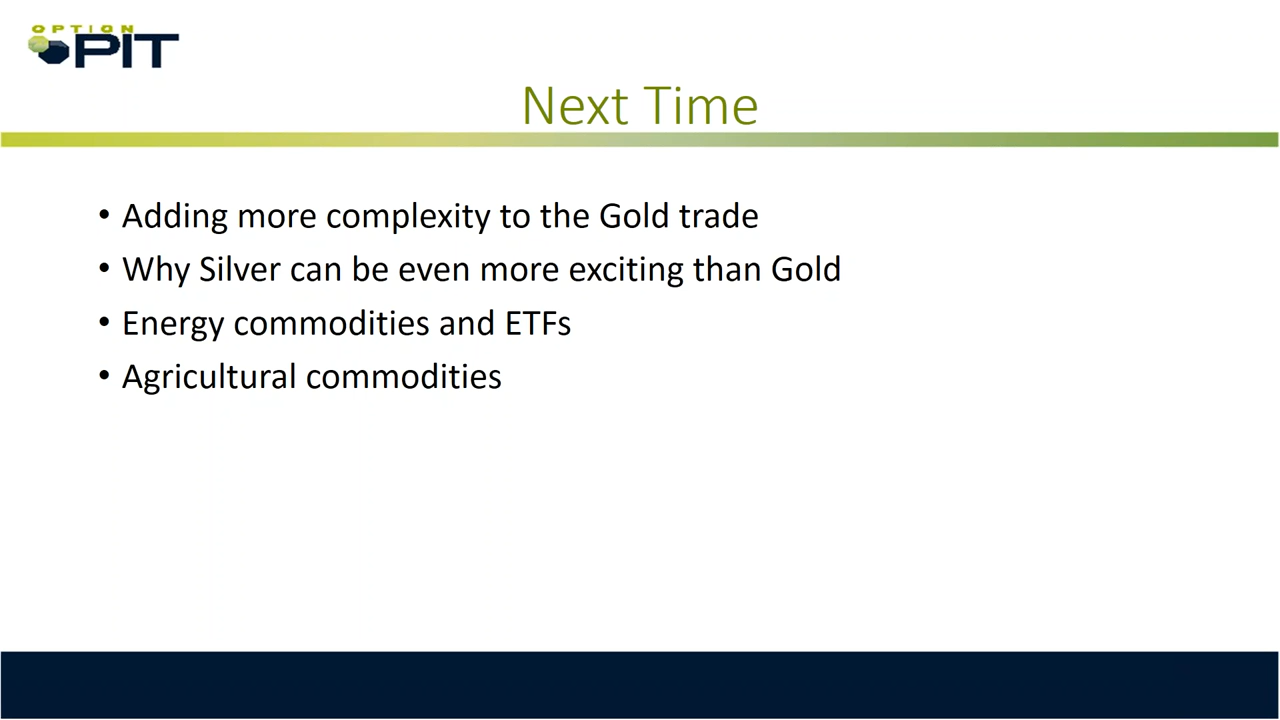 OPTION
PIT
Next Time
• Adding more complexity to the Gold trade
• Why Silver can be even more exciting than Gold
• Energy commodities and ETFs
• Agricultural commodities